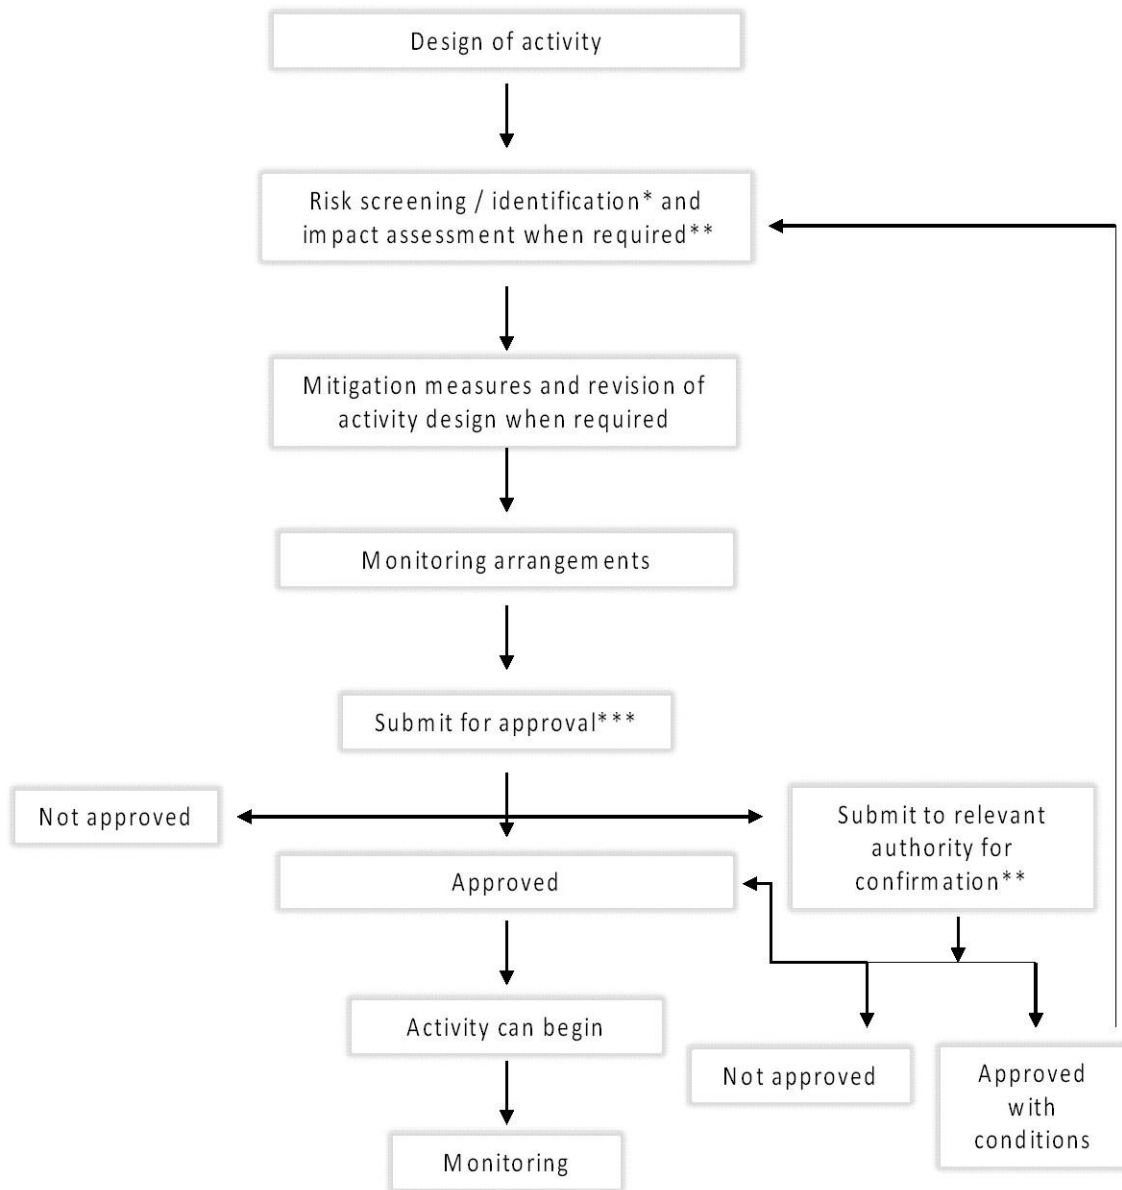 Design of activity
Risk screening / identification* and
impact assessment when required**
Mitigation measures and revision of
activity design when required
Monitoring arrangements
Submit for approval***
Not approved
Submit to relevant
authority for
confirmation**
Approved
Activity can begin
Not approved
Approved
with
conditions
Monitoring